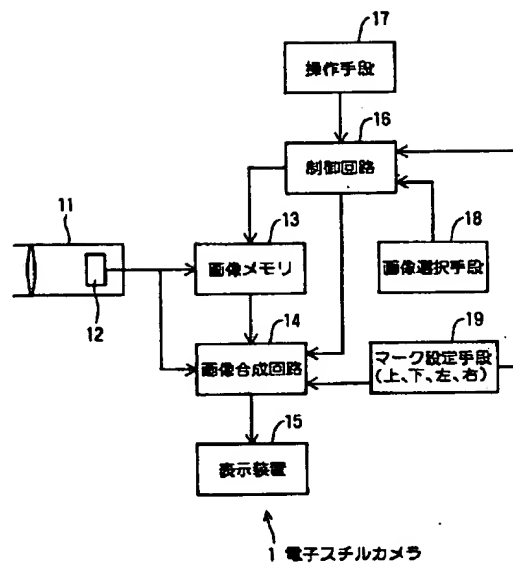 17
操作手段
16
制御回路
11
13
18
12
画像メモリ
画像選択手段
14
19
画像合成回路
マーク設定手段
(上、下、左、右)
15
表示装置
1 電子スチルカメラ